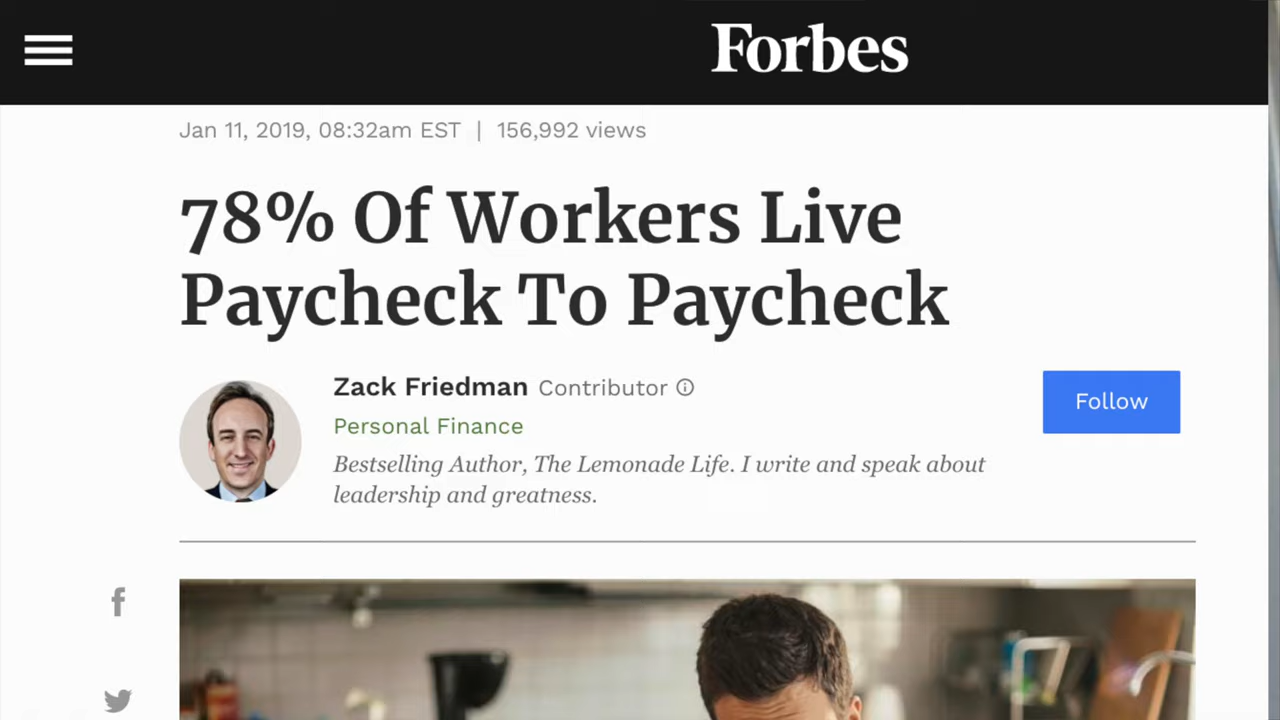 Forbes
Jan 11, 2019, 08:32am EST | 156,992 views
78% Of Workers Live
Paycheck To Paycheck
Zack Friedman Contributor
Personal Finance
Follow
Bestselling Author, The Lemonade Life. I write and speak about
leadership and greatness.